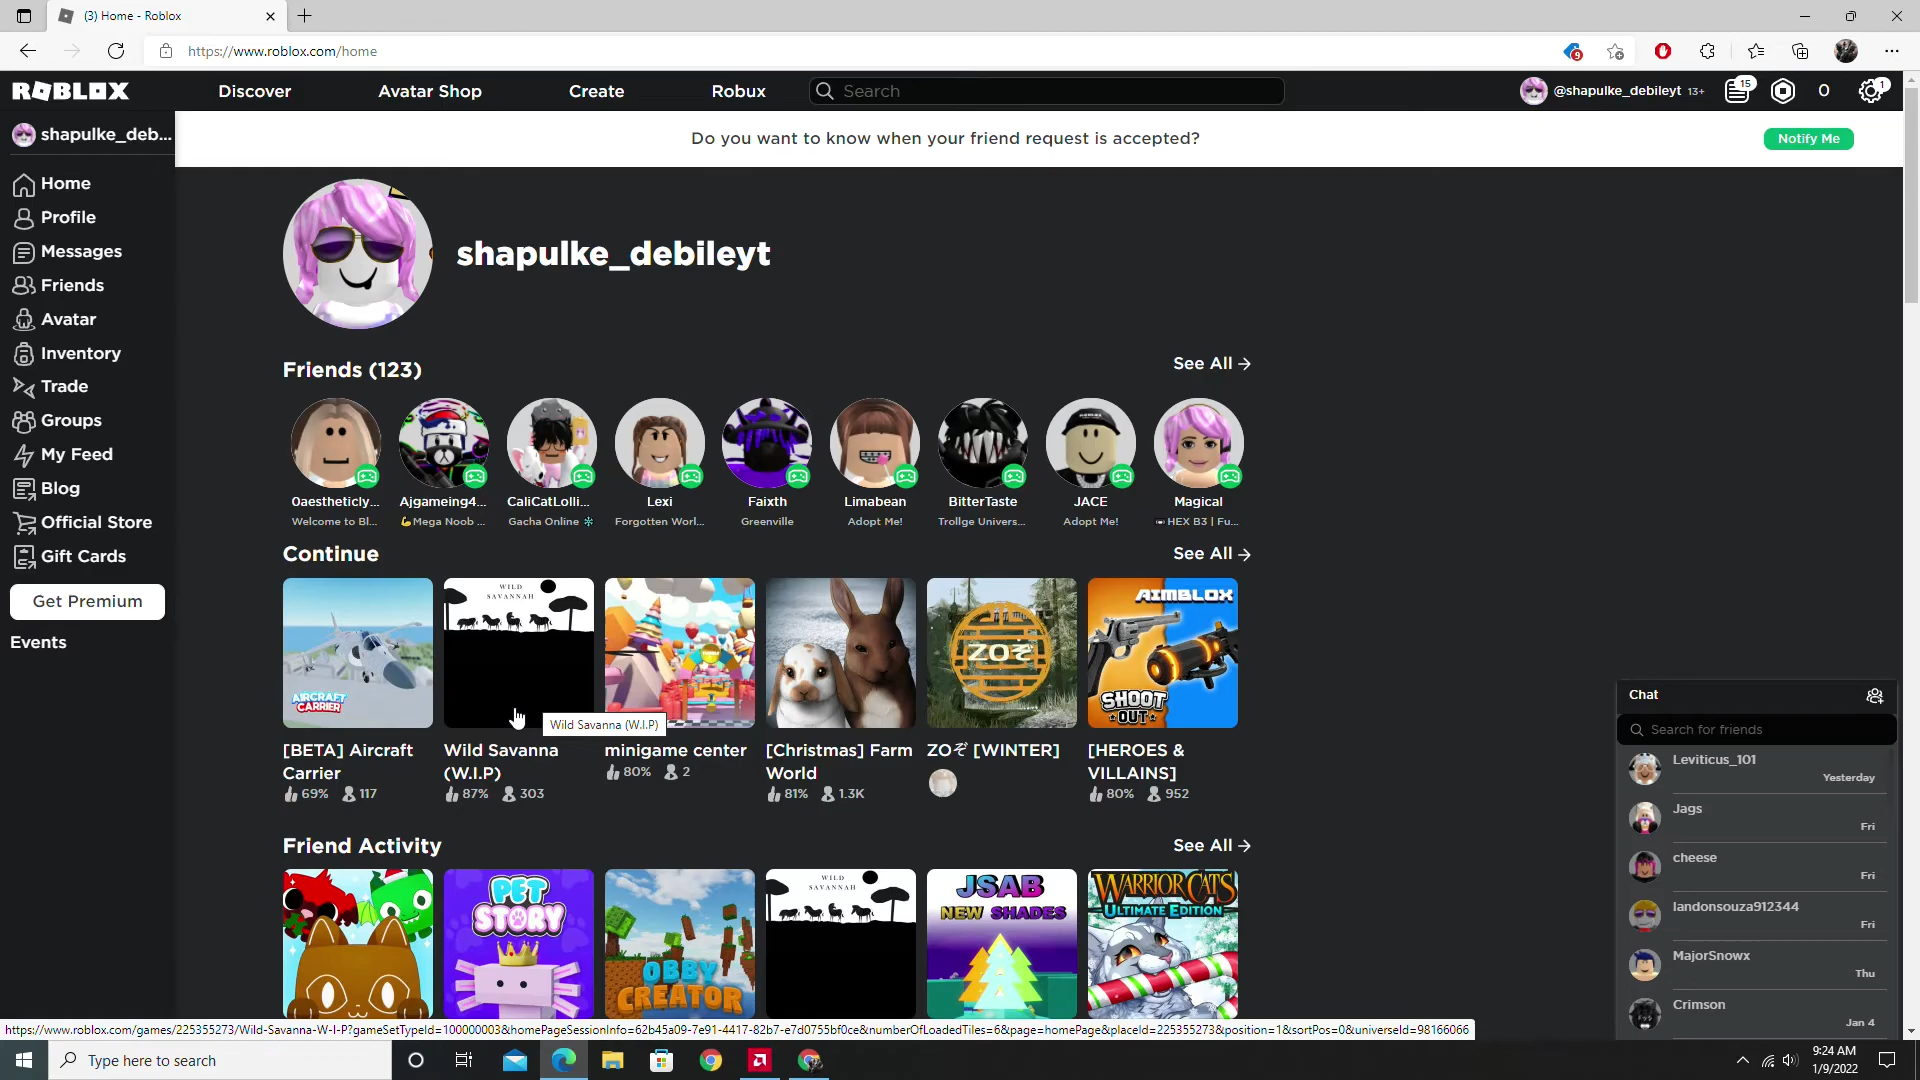 (3) Home - Roblox
https://www.roblox.com/home
9
ROBLOX
Discover
Avatar Shop
Create
Robux
Search
@shapulke_debileyt 13+
15
0
1
shapulke_deb...
Do you want to know when your friend request is accepted?
Notify Me
Home
Profile
Messages
Friends
Avatar
Inventory
Trade
Groups
My Feed
Blog
Official Store
Gift Cards
Get Premium
Events
shapulke_debileyt
Friends (123)
See All →
0aestheticly...
Ajgameing4...
CaliCatLolli...
Lexi
Faixth
Limabean
BitterTaste
JACE
Magical
Welcome to Bl...
💪Mega Noob ...
Gacha Online ❄
Forgotten Worl...
Greenville
Adopt Me!
Trollge Univers...
Adopt Me!
HEX B3 | Fu...
Continue
See All →
AIRCRAFT
CARRIER
WILD
SAVANNAH
ZOぞ
AIMBLOX
SHOOT
OUT
Wild Savanna (W.I.P)
[BETA] Aircraft
Carrier
69% 117
Wild Savanna
(W.I.P)
87% 303
minigame center
80% 2
[Christmas] Farm
World
81% 1.3K
ZOぞ [WINTER]
[HEROES &
VILLAINS]
80% 952
Friend Activity
See All →
PET
STORY
OBBY
CREATOR
WILD
SAVANNAH
JSAB
NEW SHADES
WARRIOR CATS
ULTIMATE EDITION
Chat
Search for friends
Leviticus_101
Yesterday
Jags
Fri
cheese
Fri
landonsouza912344
Fri
MajorSnowx
Thu
Crimson
Jan 4
https://www.roblox.com/games/225355273/Wild-Savanna-W-I-P?gameSetTypeId=100000003&homePageSessionInfo=62b45a09-7e91-4417-82b7-e7d0755bf0ce&numberOfLoadedTiles=6&page=homePage&placeId=225355273&position=1&sortPos=0&universeId=98166066
Type here to search
9:24 AM
1/9/2022